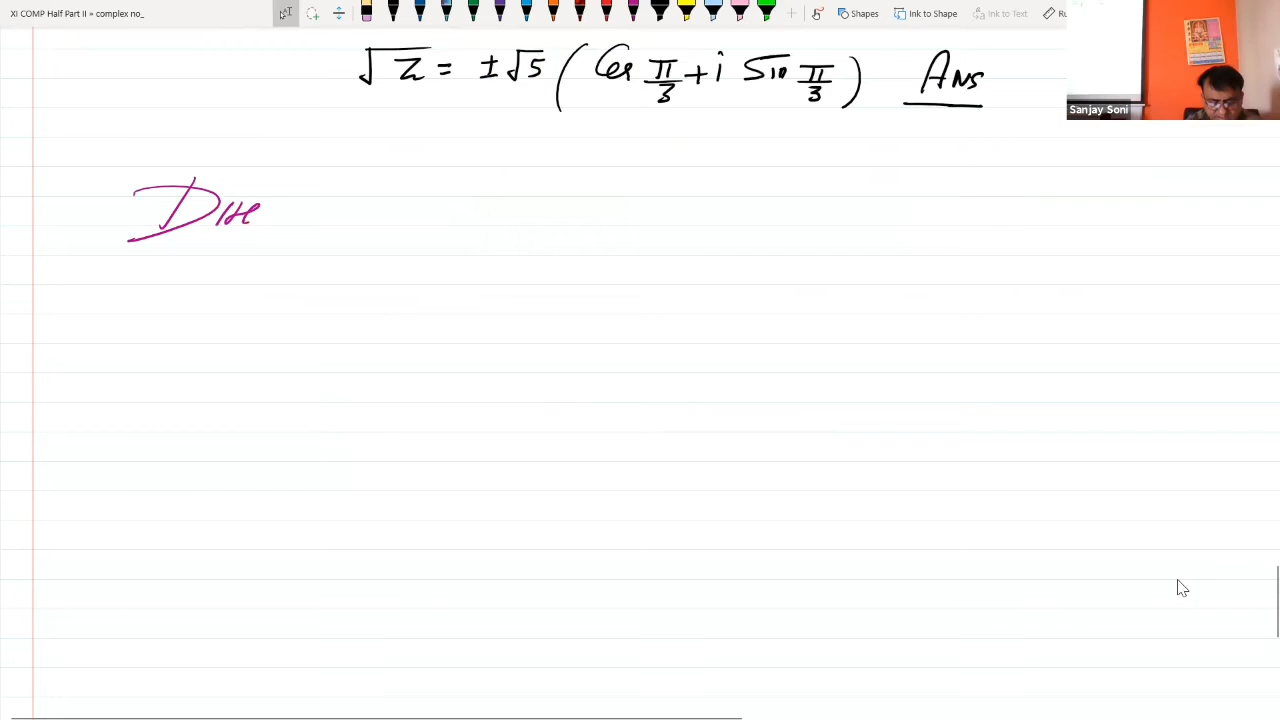 XI COMP Half Part II = complex no_
Shapes Ink to Shape Ink to Text Ru
√Z = ±√5 (Cos π/3 + i Sin π/3) Ans
Sanjay Soni